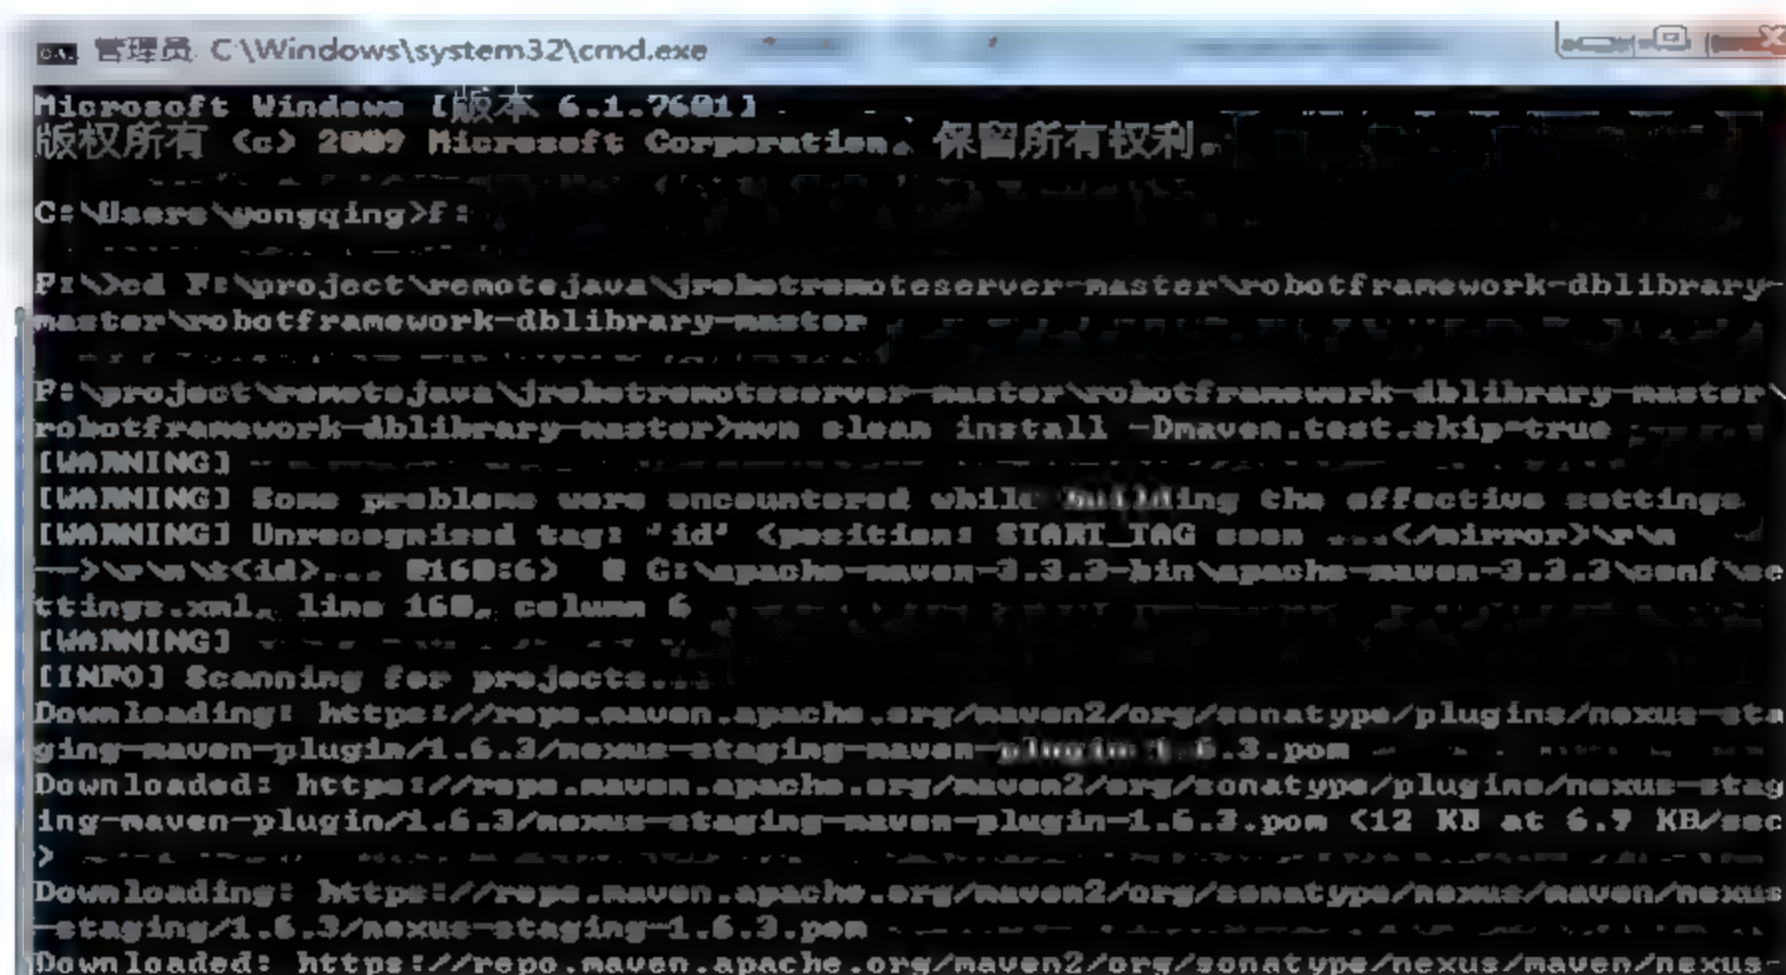 管理员: C:\Windows\system32\cmd.exe
Microsoft Windows [版本 6.1.7601]
版权所有 (c) 2009 Microsoft Corporation。保留所有权利。
C:\Users\yongqing>f:
F:\>cd F:\project\remotejava\jrobotremoteserver-master\robotframework-dblibrary-
master\robotframework-dblibrary-master
F:\project\remotejava\jrobotremoteserver-master\robotframework-dblibrary-master\
robotframework-dblibrary-master>mvn clean install -Dmaven.test.skip=true
[WARNING]
[WARNING] Some problems were encountered while building the effective settings
[WARNING] Unrecognised tag: 'id' (position: START_TAG seen ...</mirror>\r\n
-->\r\n\t<id>... @160:6)  @ G:\apache-maven-3.3.3-bin\apache-maven-3.3.3\conf\se
ttings.xml, line 160, column 6
[WARNING]
[INFO] Scanning for projects...
Downloading: https://repo.maven.apache.org/maven2/org/sonatype/plugins/nexus-sta
ging-maven-plugin/1.6.3/nexus-staging-maven-plugin-1.6.3.pom
Downloaded: https://repo.maven.apache.org/maven2/org/sonatype/plugins/nexus-stag
ing-maven-plugin/1.6.3/nexus-staging-maven-plugin-1.6.3.pom (12 KB at 6.9 KB/sec
)
Downloading: https://repo.maven.apache.org/maven2/org/sonatype/nexus/maven/nexus
-staging/1.6.3/nexus-staging-1.6.3.pom
Downloaded: https://repo.maven.apache.org/maven2/org/sonatype/nexus/maven/nexus-